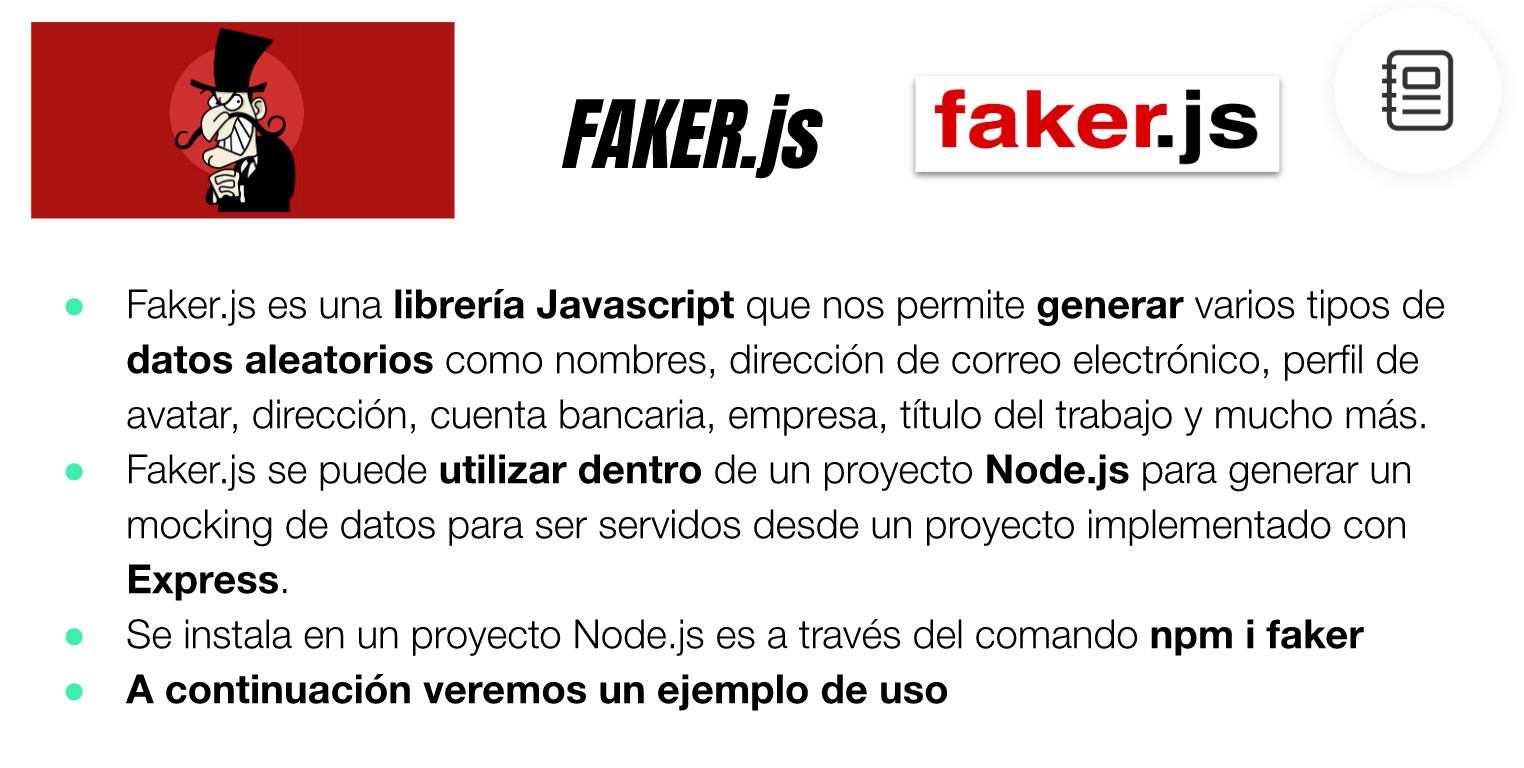 FAKER.js
faker.js
Faker.js es una librería Javascript que nos permite generar varios tipos de
datos aleatorios como nombres, dirección de correo electrónico, perfil de
avatar, dirección, cuenta bancaria, empresa, título del trabajo y mucho más.
Faker.js se puede utilizar dentro de un proyecto Node.js para generar un
mocking de datos para ser servidos desde un proyecto implementado con
Express.
Se instala en un proyecto Node.js es a través del comando npm i faker
A continuación veremos un ejemplo de uso